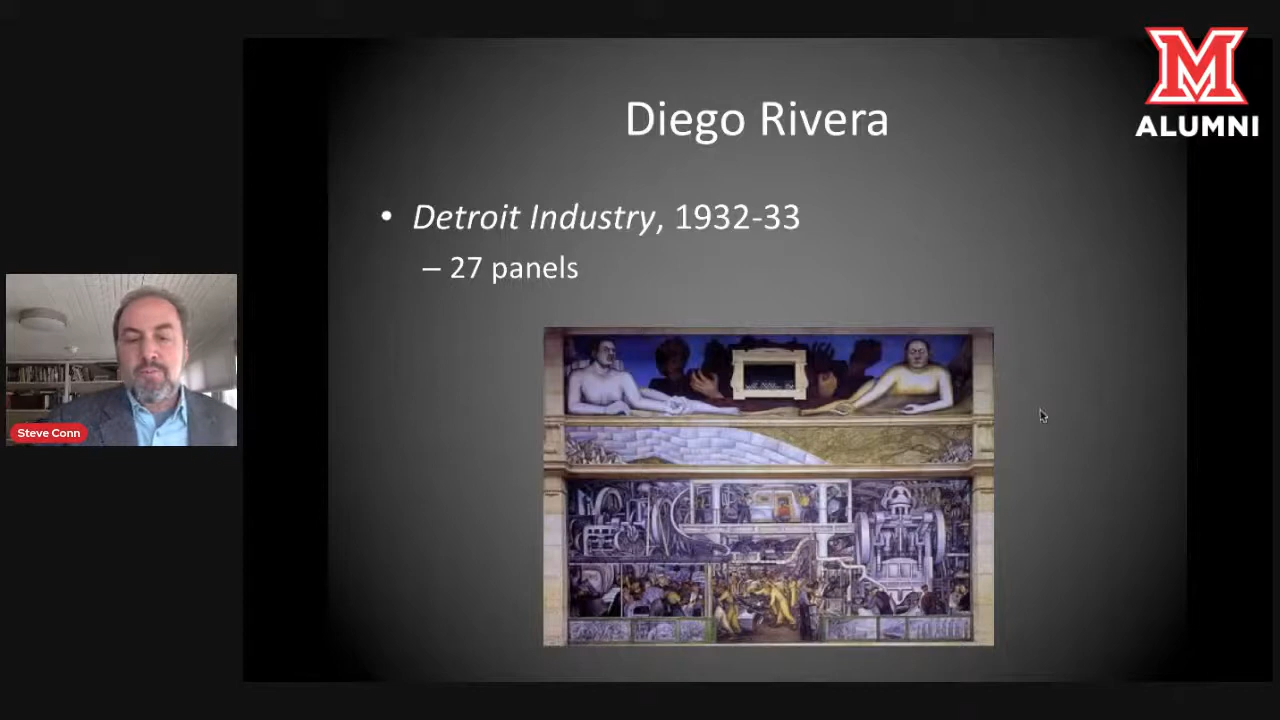 Diego Rivera
• Detroit Industry, 1932-33
– 27 panels
M
ALUMNI
Steve Conn